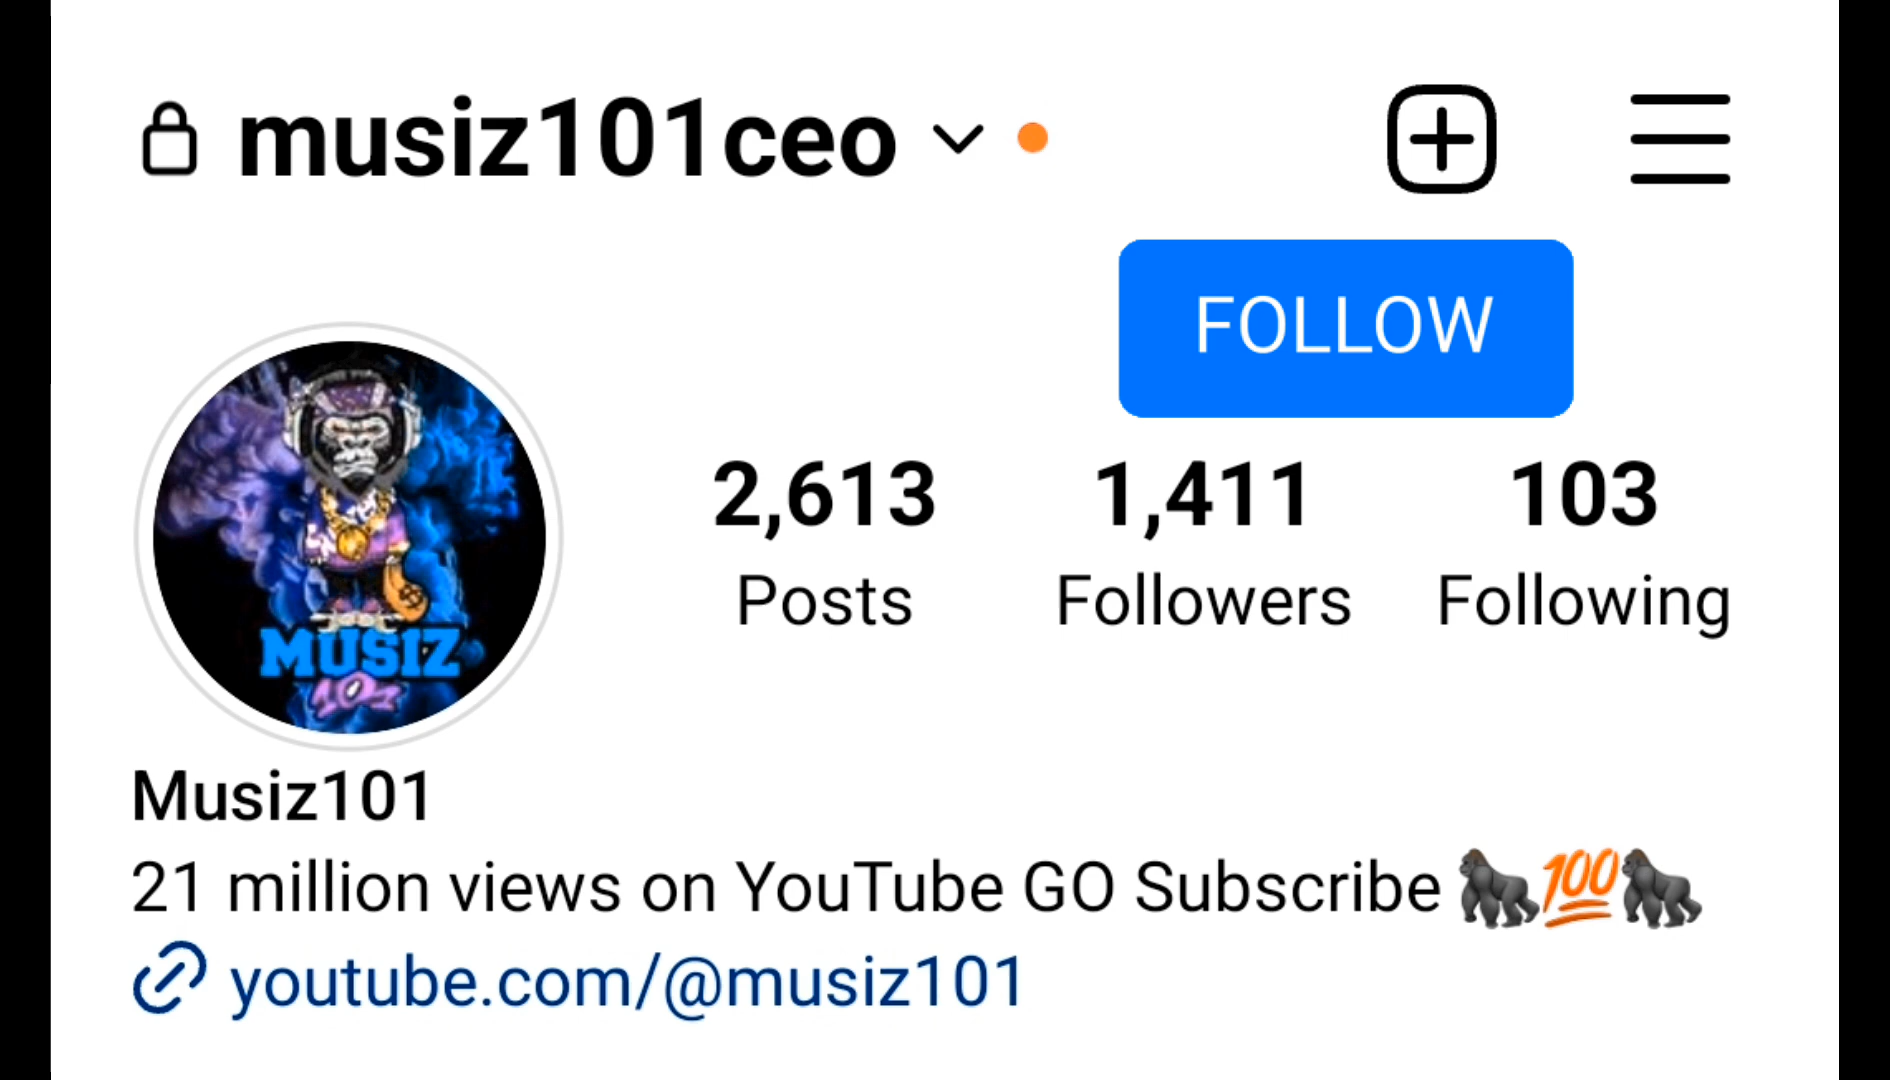 musiz101ceo
FOLLOW
2,613 1,411 103
Posts Followers Following
MUSIZ
101
Musiz101
21 million views on YouTube GO Subscribe 🦍💯🦍
youtube.com/@musiz101